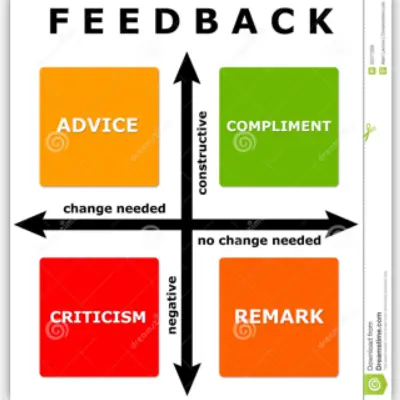 FEEDBACK
ADVICE
COMPLIMENT
constructive
change needed
no change needed
negative
CRITICISM
REMARK
Download from
Dreamstime.com